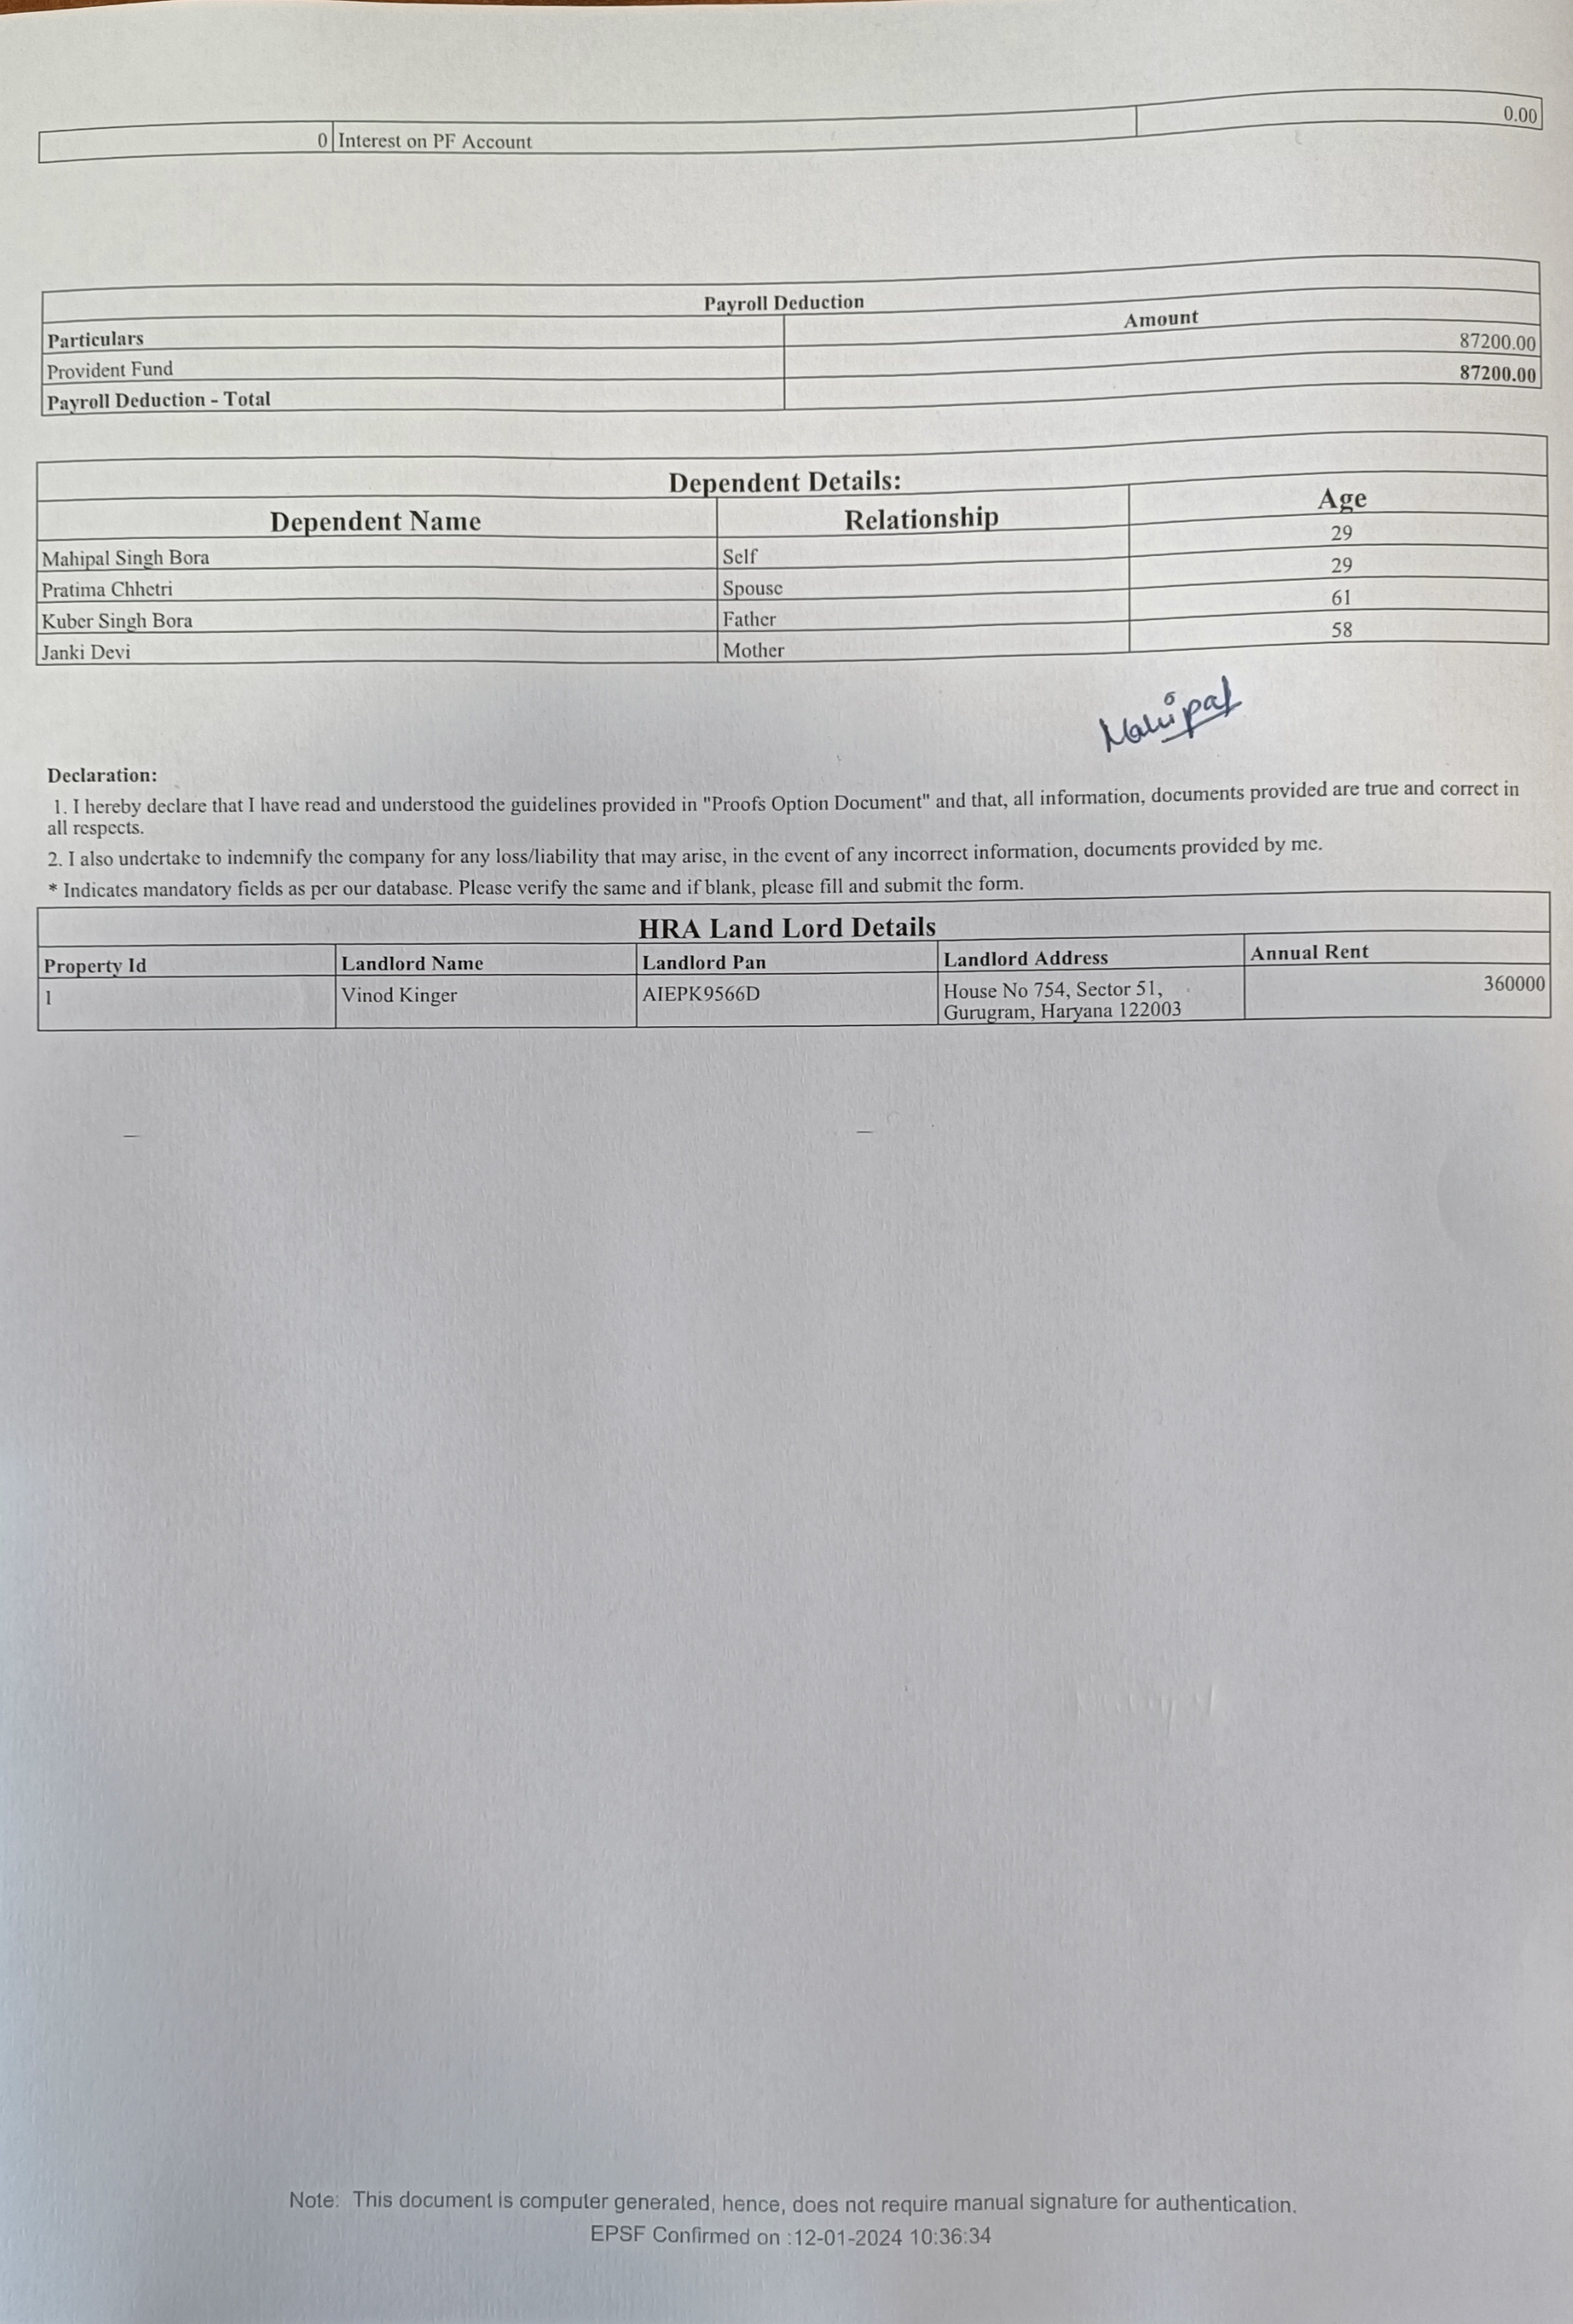 0 Interest on PF Account 0.00
Payroll Deduction
Particulars Amount
Provident Fund 87200.00
Payroll Deduction - Total 87200.00
Dependent Details:
Dependent Name Relationship Age
Mahipal Singh Bora Self 29
Pratima Chhetri Spouse 29
Kuber Singh Bora Father 61
Janki Devi Mother 58
Mahipal
Declaration:
1. I hereby declare that I have read and understood the guidelines provided in "Proofs Option Document" and that, all information, documents provided are true and correct in
all respects.
2. I also undertake to indemnify the company for any loss/liability that may arise, in the event of any incorrect information, documents provided by me.
* Indicates mandatory fields as per our database. Please verify the same and if blank, please fill and submit the form.
HRA Land Lord Details
Property Id Landlord Name Landlord Pan Landlord Address Annual Rent
1 Vinod Kinger AIEPK9566D House No 754, Sector 51, 360000
Gurugram, Haryana 122003
Note: This document is computer generated, hence, does not require manual signature for authentication.
EPSF Confirmed on :12-01-2024 10:36:34